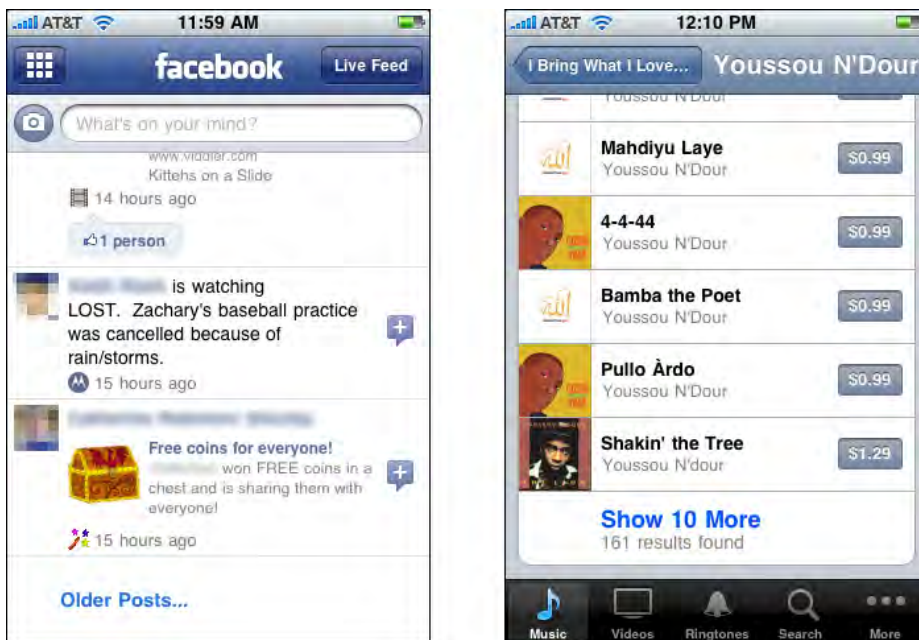 AT&T 11:59 AM
facebook
Live Feed
What's on your mind?
www.viddler.com
Kittehs on a Slide
14 hours ago
1 person
is watching
LOST. Zachary's baseball practice
was cancelled because of
rain/storms.
15 hours ago
Free coins for everyone!
won FREE coins in a
chest and is sharing them with
everyone!
15 hours ago
Older Posts...
AT&T 12:10 PM
I Bring What I Love... Youssou N'Dour
Youssou N'Dour
Mahdiyu Laye
Youssou N'Dour
$0.99
4-4-44
Youssou N'Dour
$0.99
Bamba the Poet
Youssou N'Dour
$0.99
Pullo Àrdo
Youssou N'Dour
$0.99
Shakin' the Tree
Youssou N'dour
$1.29
Show 10 More
161 results found
Music Videos Ringtones Search More